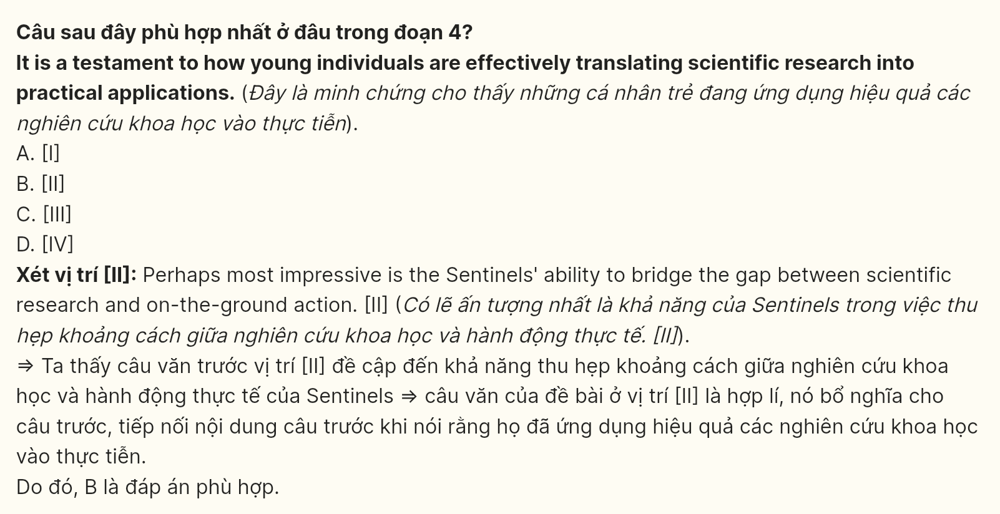 Câu sau đây phù hợp nhất ở đâu trong đoạn 4?
It is a testament to how young individuals are effectively translating scientific research into
practical applications. (Đây là minh chứng cho thấy những cá nhân trẻ đang ứng dụng hiệu quả các
nghiên cứu khoa học vào thực tiễn).
A. [I]
B. [II]
C. [III]
D. [IV]
Xét vị trí [II]: Perhaps most impressive is the Sentinels' ability to bridge the gap between scientific
research and on-the-ground action. [II] (Có lẽ ấn tượng nhất là khả năng của Sentinels trong việc thu
hẹp khoảng cách giữa nghiên cứu khoa học và hành động thực tế. [II]).
⇒ Ta thấy câu văn trước vị trí [II] đề cập đến khả năng thu hẹp khoảng cách giữa nghiên cứu khoa
học và hành động thực tế của Sentinels ⇒ câu văn của đề bài ở vị trí [II] là hợp lí, nó bổ nghĩa cho
câu trước, tiếp nối nội dung câu trước khi nói rằng họ đã ứng dụng hiệu quả các nghiên cứu khoa học
vào thực tiễn.
Do đó, B là đáp án phù hợp.